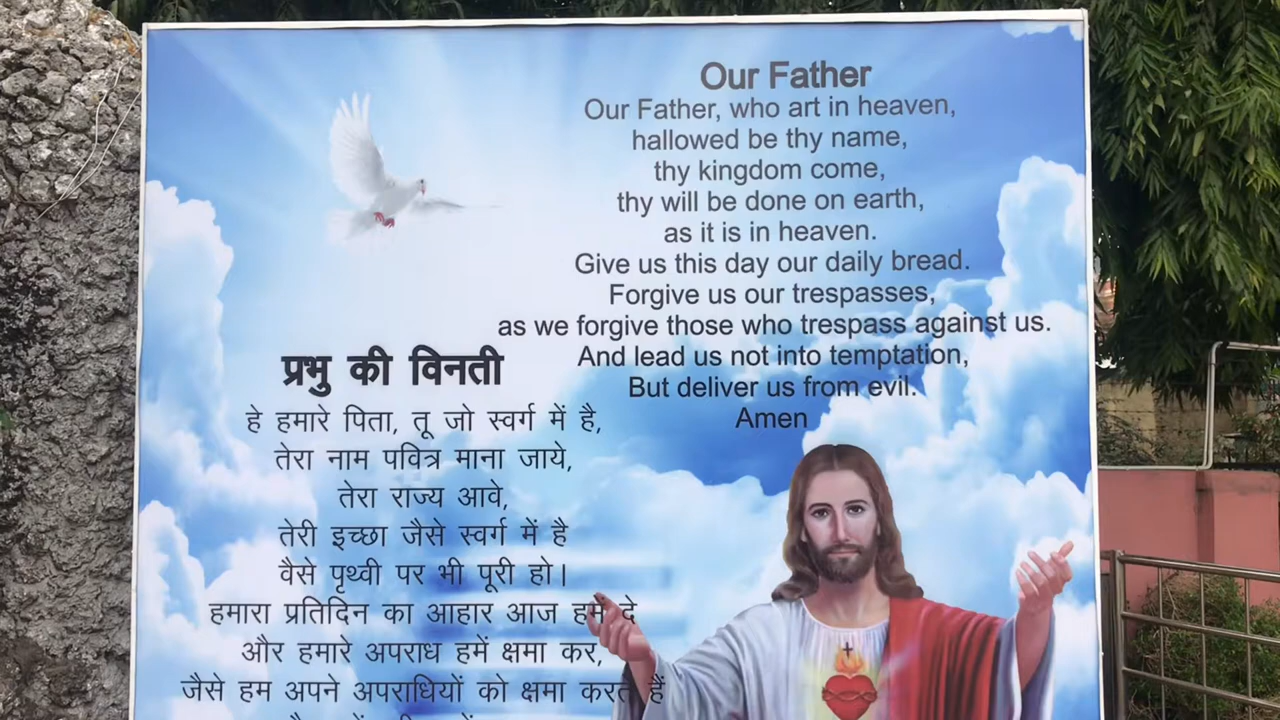 Our Father
Our Father, who art in heaven,
hallowed be thy name,
thy kingdom come,
thy will be done on earth,
as it is in heaven.
Give us this day our daily bread.
Forgive us our trespasses,
as we forgive those who trespass against us.
And lead us not into temptation,
But deliver us from evil.
Amen
प्रभु की विनती
हे हमारे पिता, तू जो स्वर्ग में है,
तेरा नाम पवित्र माना जाये,
तेरा राज्य आवे,
तेरी इच्छा जैसे स्वर्ग में है
वैसे पृथ्वी पर भी पूरी हो।
हमारा प्रतिदिन का आहार आज हमें दे
और हमारे अपराध हमें क्षमा कर,
जैसे हम अपने अपराधियों को क्षमा करते हैं